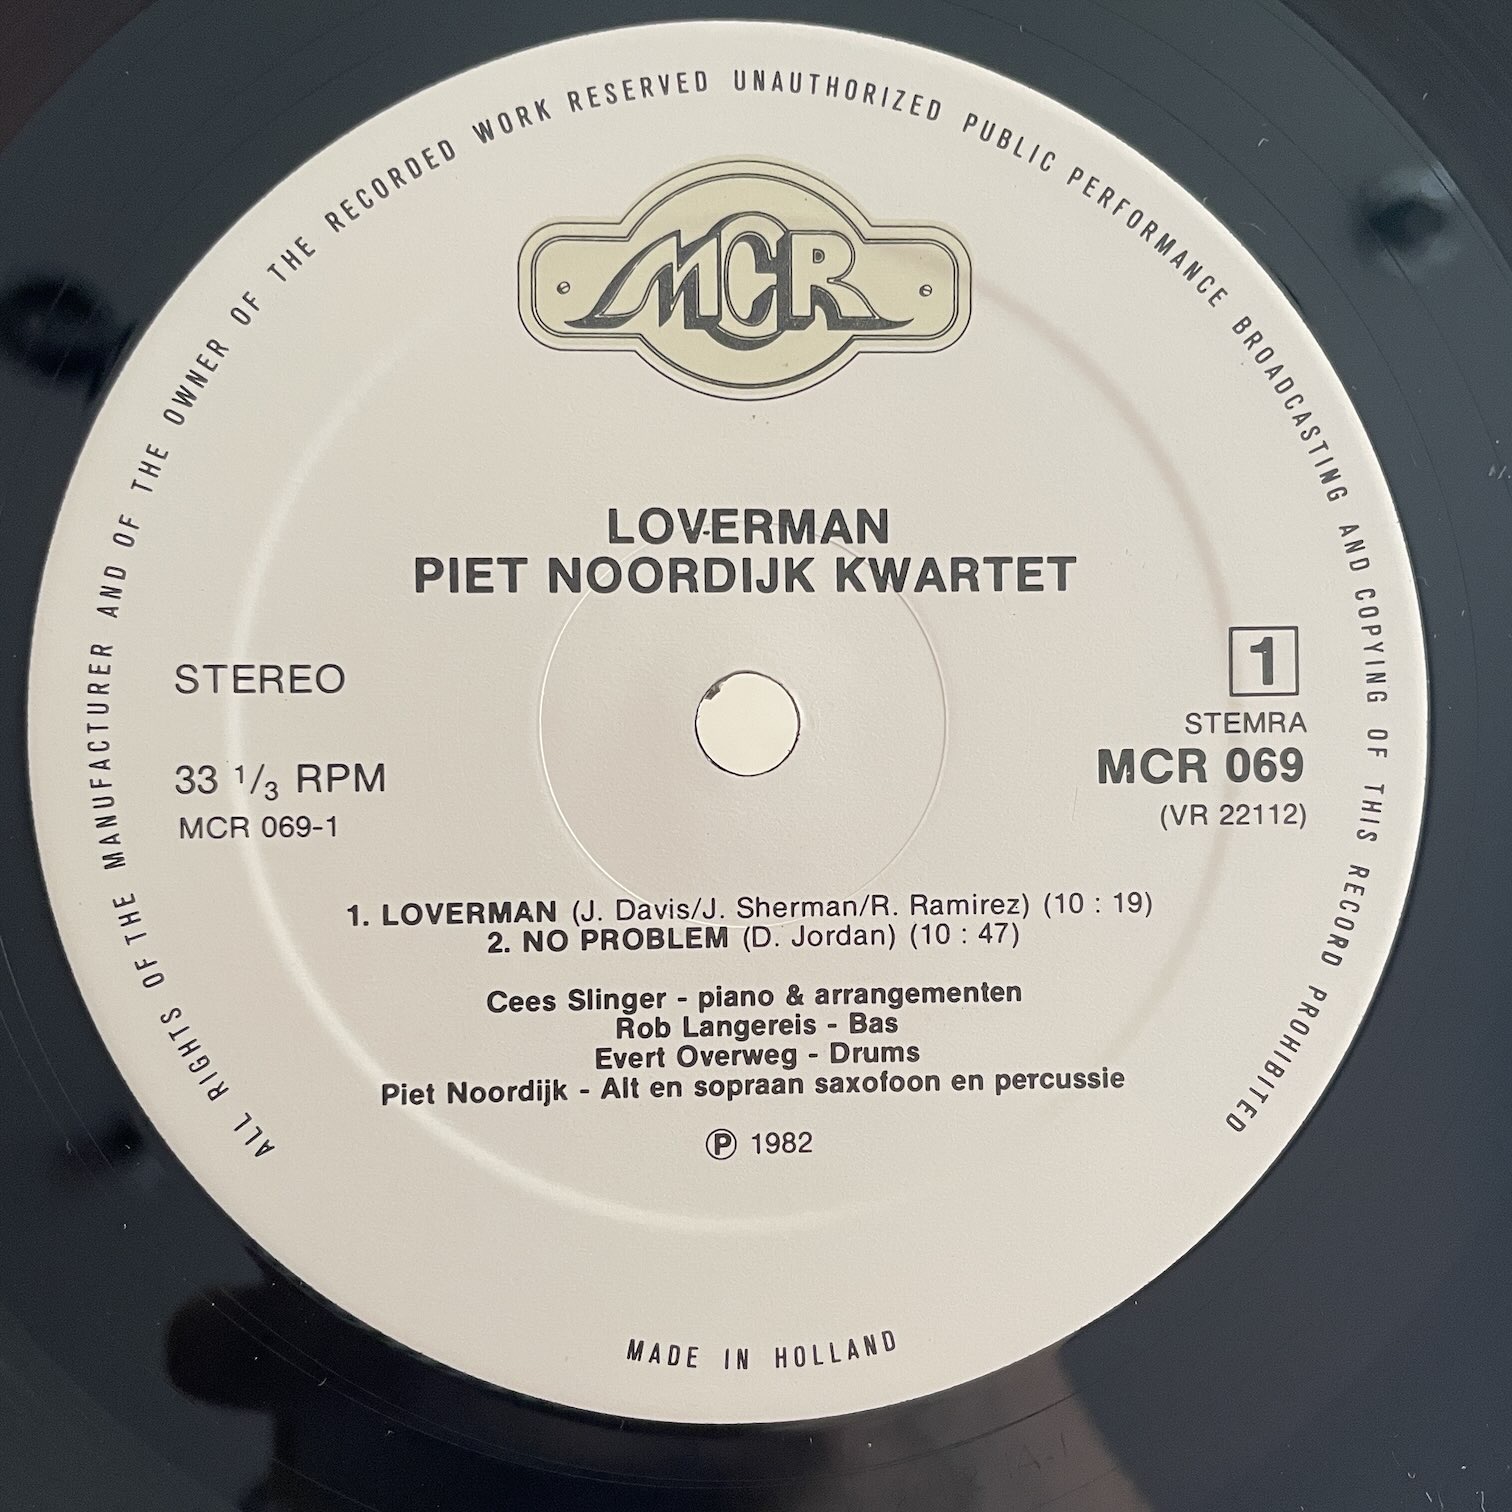 ALL RIGHTS OF THE MANUFACTURER AND OF THE OWNER OF THE RECORDED WORK RESERVED UNAUTHORIZED PUBLIC PERFORMANCE BROADCASTING AND COPYING OF THIS RECORD PROHIBITED
MCR
LOVERMAN
PIET NOORDIJK KWARTET
STEREO
33 1/3 RPM
MCR 069-1
1
STEMRA
MCR 069
(VR 22112)
1. LOVERMAN (J. Davis/J. Sherman/R. Ramirez) (10 : 19)
2. NO PROBLEM (D. Jordan) (10 : 47)
Cees Slinger - piano & arrangementen
Rob Langereis - Bas
Evert Overweg - Drums
Piet Noordijk - Alt en sopraan saxofoon en percussie
℗ 1982
MADE IN HOLLAND